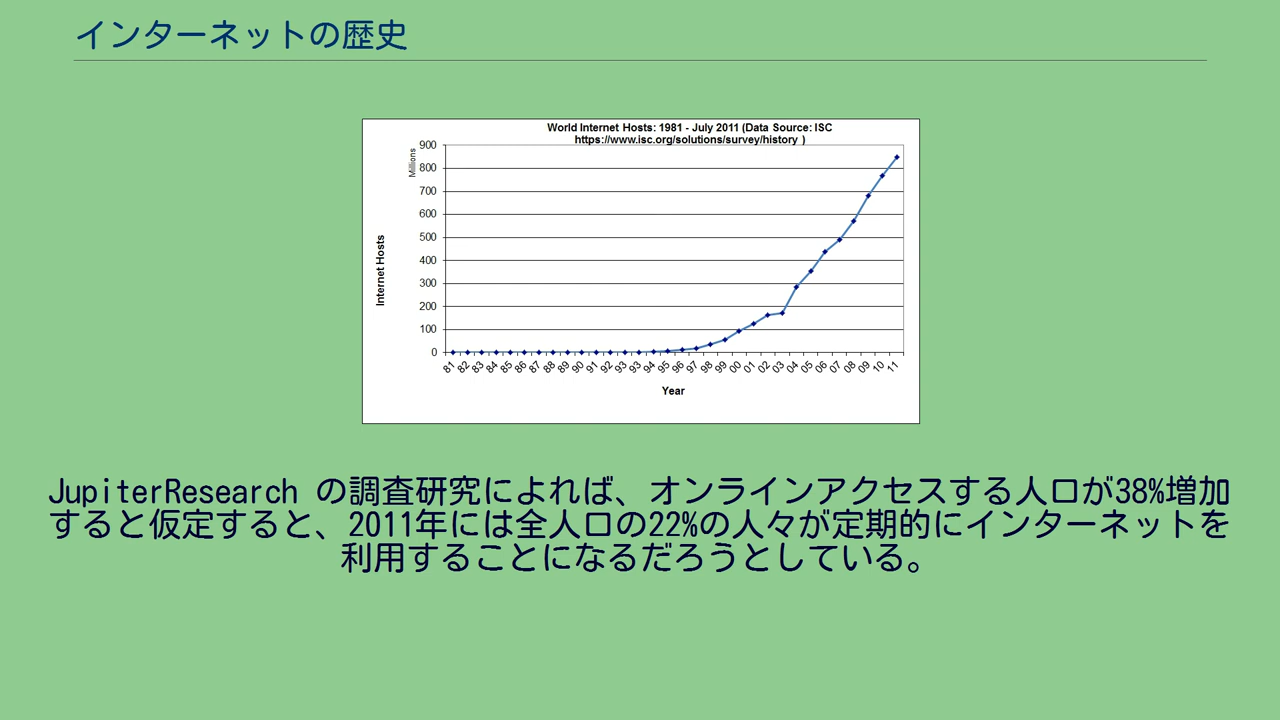 インターネットの歴史
World Internet Hosts: 1981 - July 2011 (Data Source: ISC
https://www.isc.org/solutions/survey/history )
Millions
900
800
700
600
500
400
300
200
100
0
Internet Hosts
81 82 83 84 85 86 87 88 89 90 91 92 93 93 94 95 96 97 98 99 00 01 02 03 04 05 06 07 08 09 10 11
Year
JupiterResearch の調査研究によれば、オンラインアクセスする人口が38%増加
すると仮定すると、2011年には全人口の22%の人々が定期的にインターネットを
利用することになるだろうとしている。